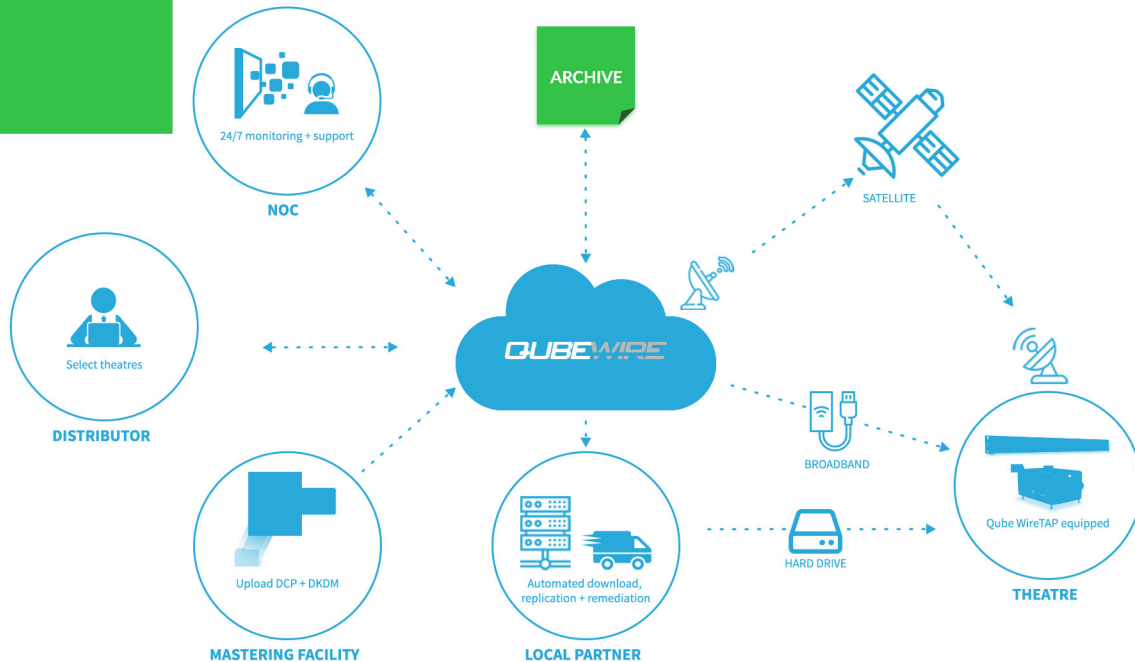 24/7 monitoring + support
NOC
ARCHIVE
SATELLITE
Select theatres
DISTRIBUTOR
QUBEWIRE
BROADBAND
Qube WireTAP equipped
THEATRE
Upload DCP + DKDM
MASTERING FACILITY
Automated download,
replication + remediation
LOCAL PARTNER
HARD DRIVE